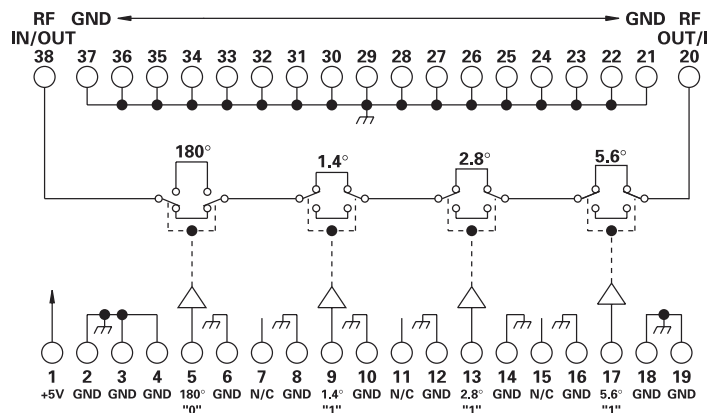 RF GND GND RF
IN/OUT OUT/I
38 37 36 35 34 33 32 31 30 29 28 27 26 25 24 23 22 21 20
180° 1.4° 2.8° 5.6°
1 2 3 4 5 6 7 8 9 10 11 12 13 14 15 16 17 18 19
+5V GND GND GND 180° GND N/C GND 1.4° GND N/C GND 2.8° GND N/C GND 5.6° GND GND
"0" "1" "1" "1"